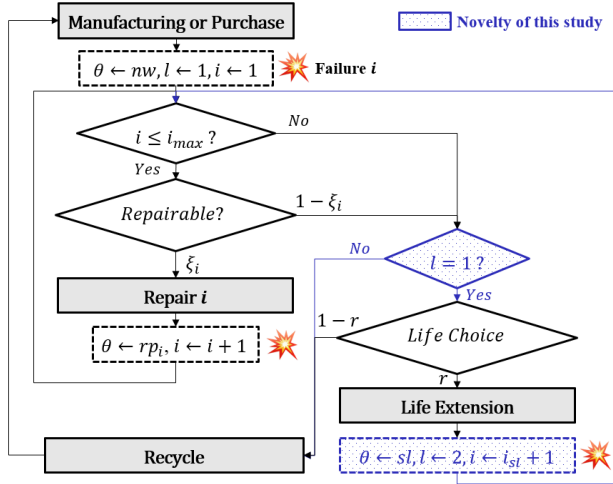 Manufacturing or Purchase
Novelty of this study
θ ← nw, l ← 1, i ← 1
Failure i
i ≤ i_max ?
No
Yes
Repairable?
1 − ξ_i
No
l = 1 ?
ξ_i
Yes
Repair i
1 − r
Life Choice
θ ← rp_i, i ← i + 1
r
Life Extension
Recycle
θ ← sl, l ← 2, i ← i_sl + 1